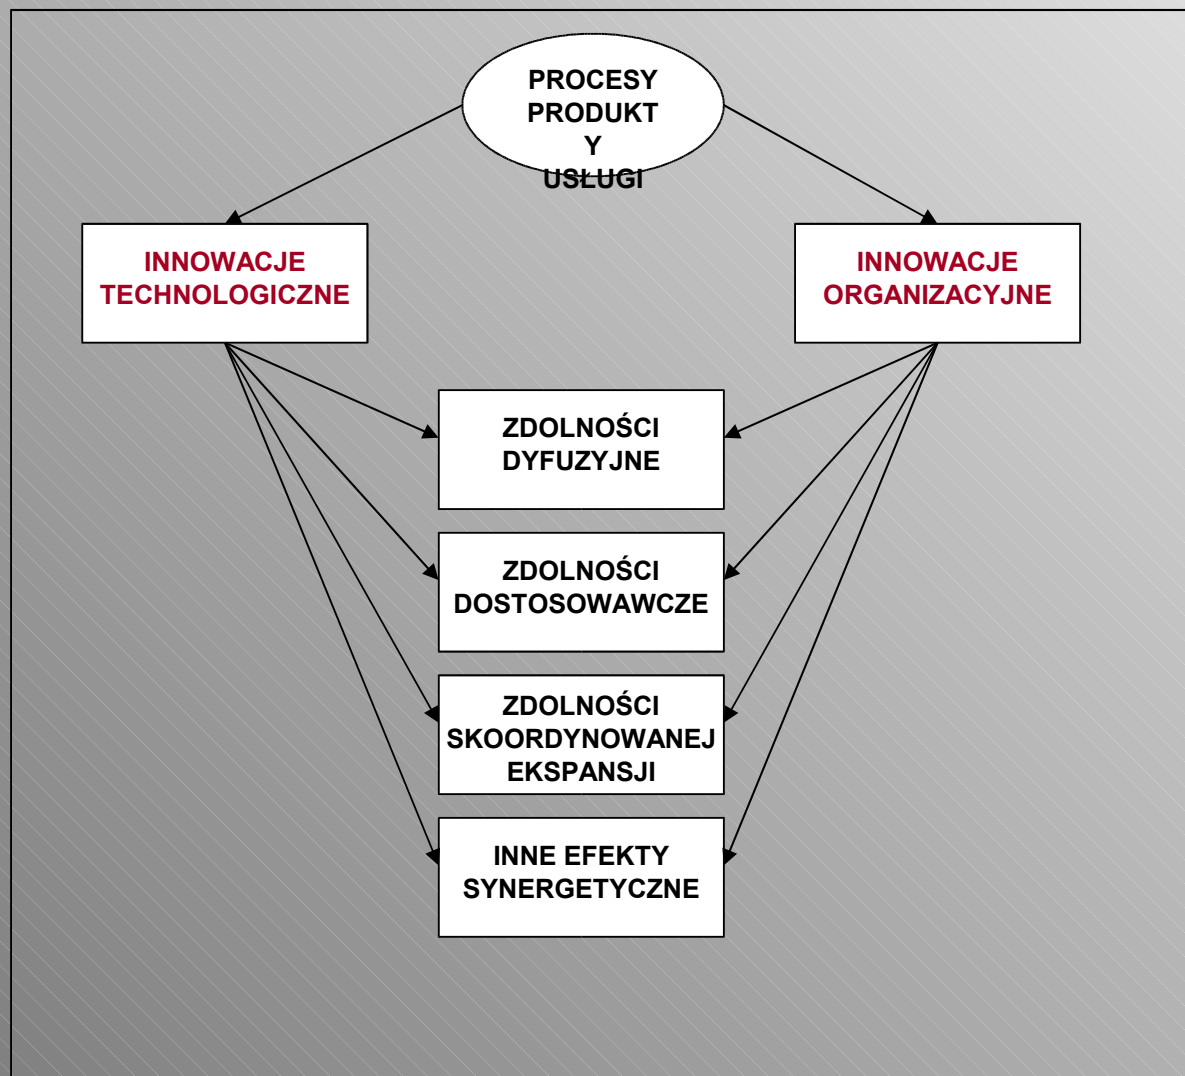 PROCESY
PRODUKT
Y
USŁUGI
INNOWACJE
TECHNOLOGICZNE
INNOWACJE
ORGANIZACYJNE
ZDOLNOŚCI
DYFUZYJNE
ZDOLNOŚCI
DOSTOSOWAWCZE
ZDOLNOŚCI
SKOORDYNOWANEJ
EKSPANSJI
INNE EFEKTY
SYNERGETYCZNE